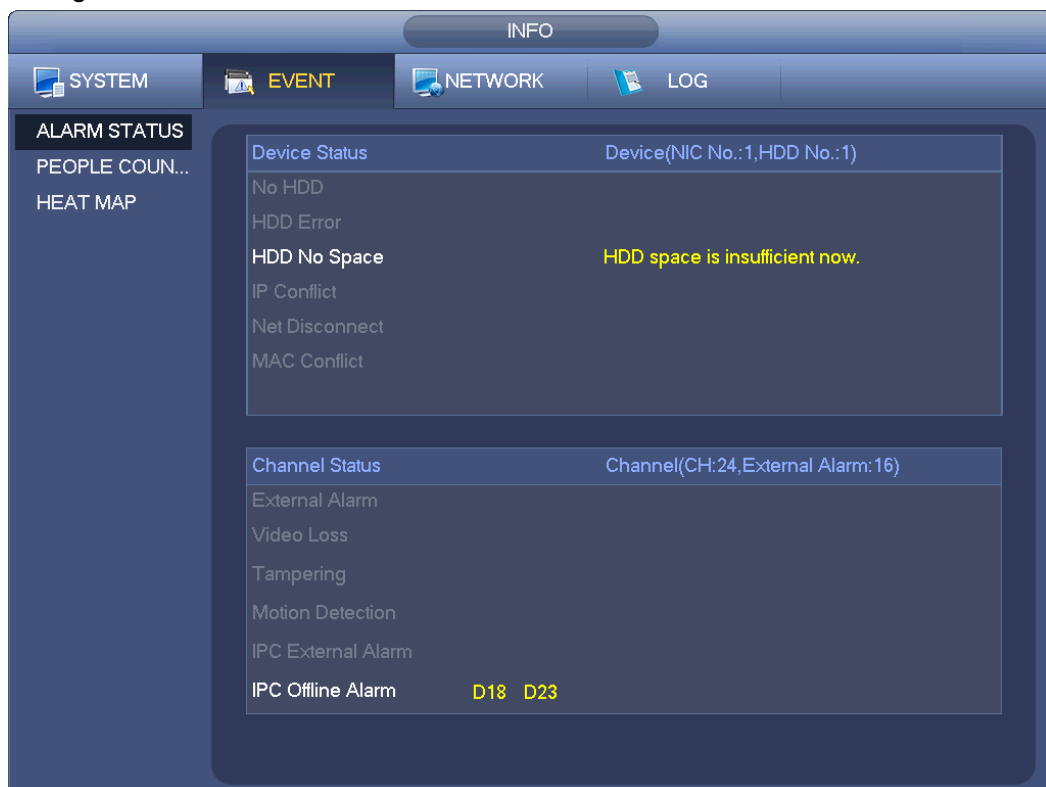 INFO
SYSTEM EVENT NETWORK LOG
ALARM STATUS
PEOPLE COUN...
HEAT MAP
Device Status Device(NIC No.:1,HDD No.:1)
No HDD
HDD Error
HDD No Space HDD space is insufficient now.
IP Conflict
Net Disconnect
MAC Conflict
Channel Status Channel(CH:24,External Alarm:16)
External Alarm
Video Loss
Tampering
Motion Detection
IPC External Alarm
IPC Offline Alarm D18 D23